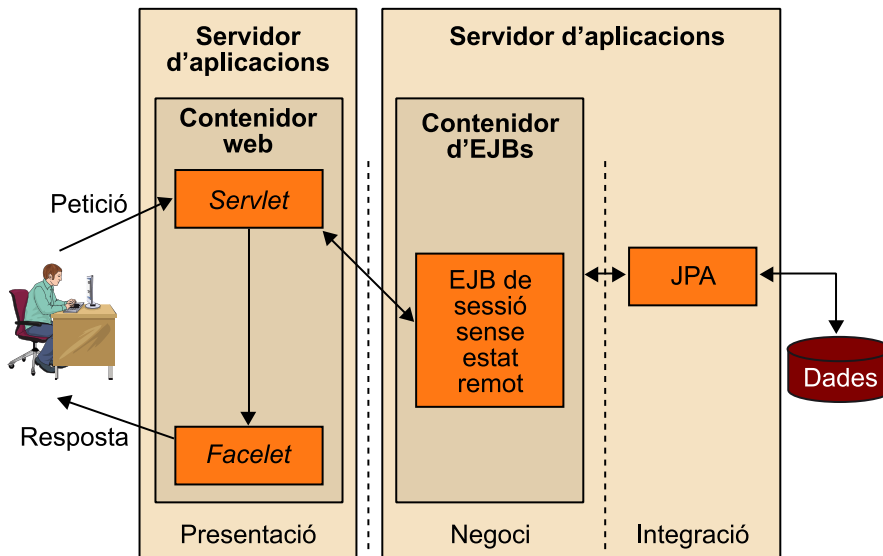 Servidor
d’aplicacions
Servidor d’aplicacions
Contenidor
web
Contenidor
d’EJBs
Petició
Servlet
EJB de
sessió
sense
estat
remot
JPA
Dades
Resposta
Facelet
Presentació
Negoci
Integració